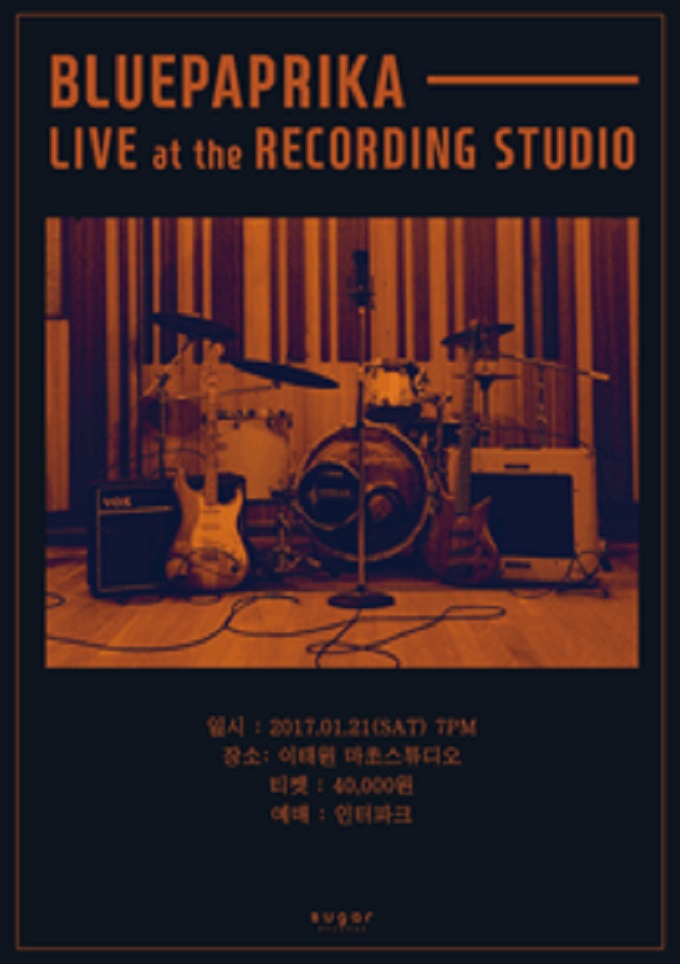 BLUEPAPRIKA
LIVE at the RECORDING STUDIO
VOX
일시 : 2017.01.21(SAT) 7PM
장소: 이태원 마초스튜디오
티켓 : 40,000원
예매 : 인터파크
sugar